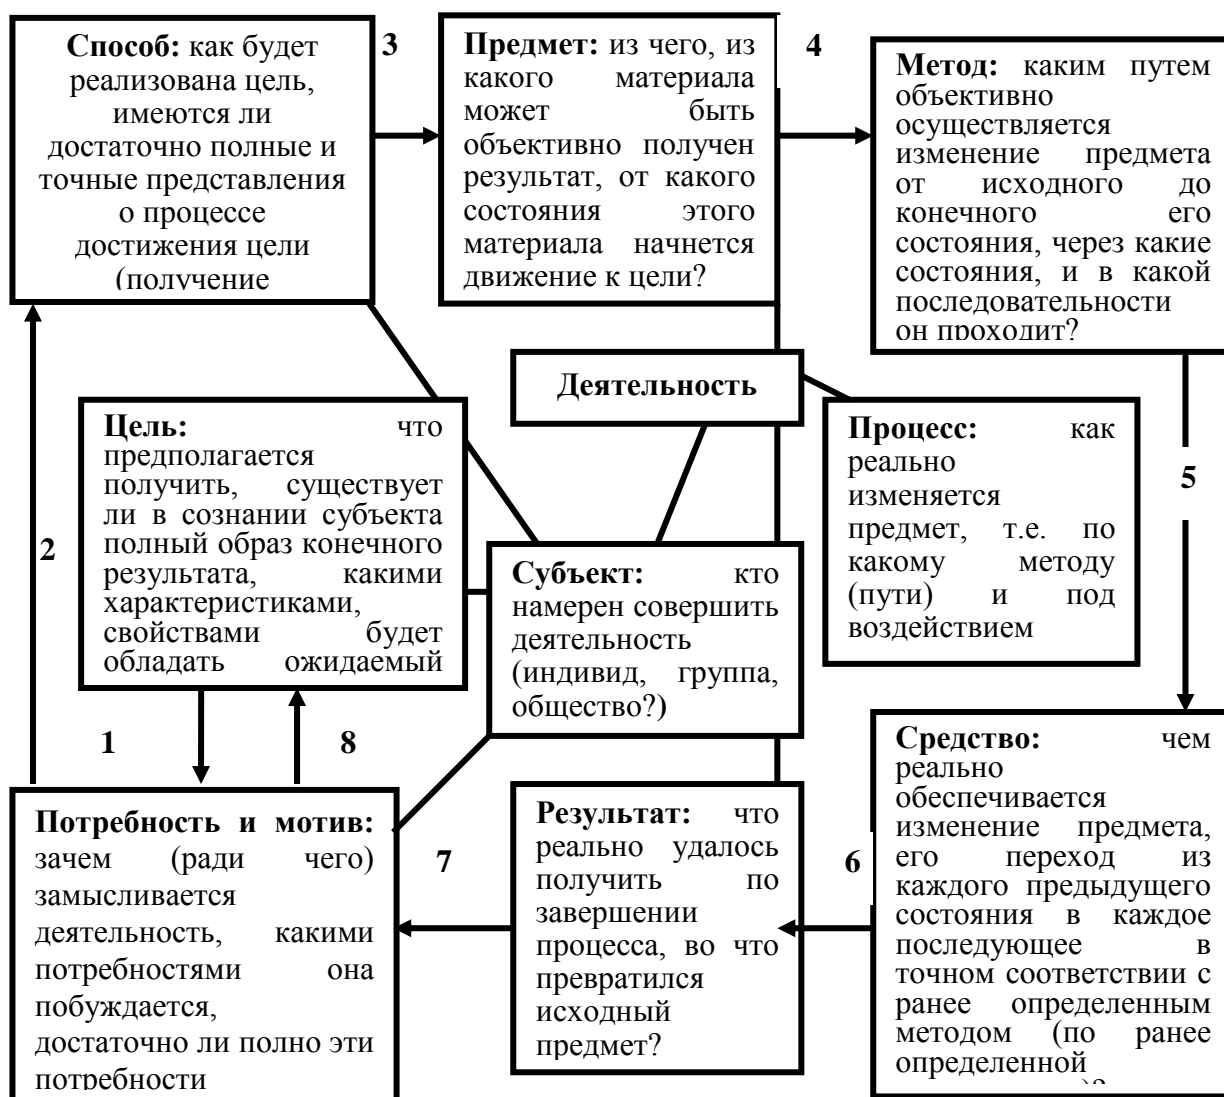 Способ: как будет
реализована цель,
имеются ли
достаточно полные и
точные представления
о процессе
достижения цели
(получение
3
Предмет: из чего, из
какого материала
может быть
объективно получен
результат, от какого
состояния этого
материала начнется
движение к цели?
4
Метод: каким путем
объективно
осуществляется
изменение предмета
от исходного до
конечного его
состояния, через какие
состояния, и в какой
последовательности
он проходит?
Деятельность
Цель: что
предполагается
получить, существует
ли в сознании субъекта
полный образ конечного
результата, какими
характеристиками,
свойствами будет
обладать ожидаемый
Процесс: как
реально
изменяется
предмет, т.е. по
какому методу
(пути) и под
воздействием
5
2
Субъект: кто
намерен совершить
деятельность
(индивид, группа,
общество?)
1
8
Потребность и мотив:
зачем (ради чего)
замысливается
деятельность, какими
потребностями она
побуждается,
достаточно ли полно эти
потребности
7
Результат: что
реально удалось
получить по
завершении
процесса, во что
превратился
исходный
предмет?
6
Средство: чем
реально
обеспечивается
изменение предмета,
его переход из
каждого предыдущего
состояния в каждое
последующее в
точном соответствии с
ранее определенным
методом (по ранее
определенной